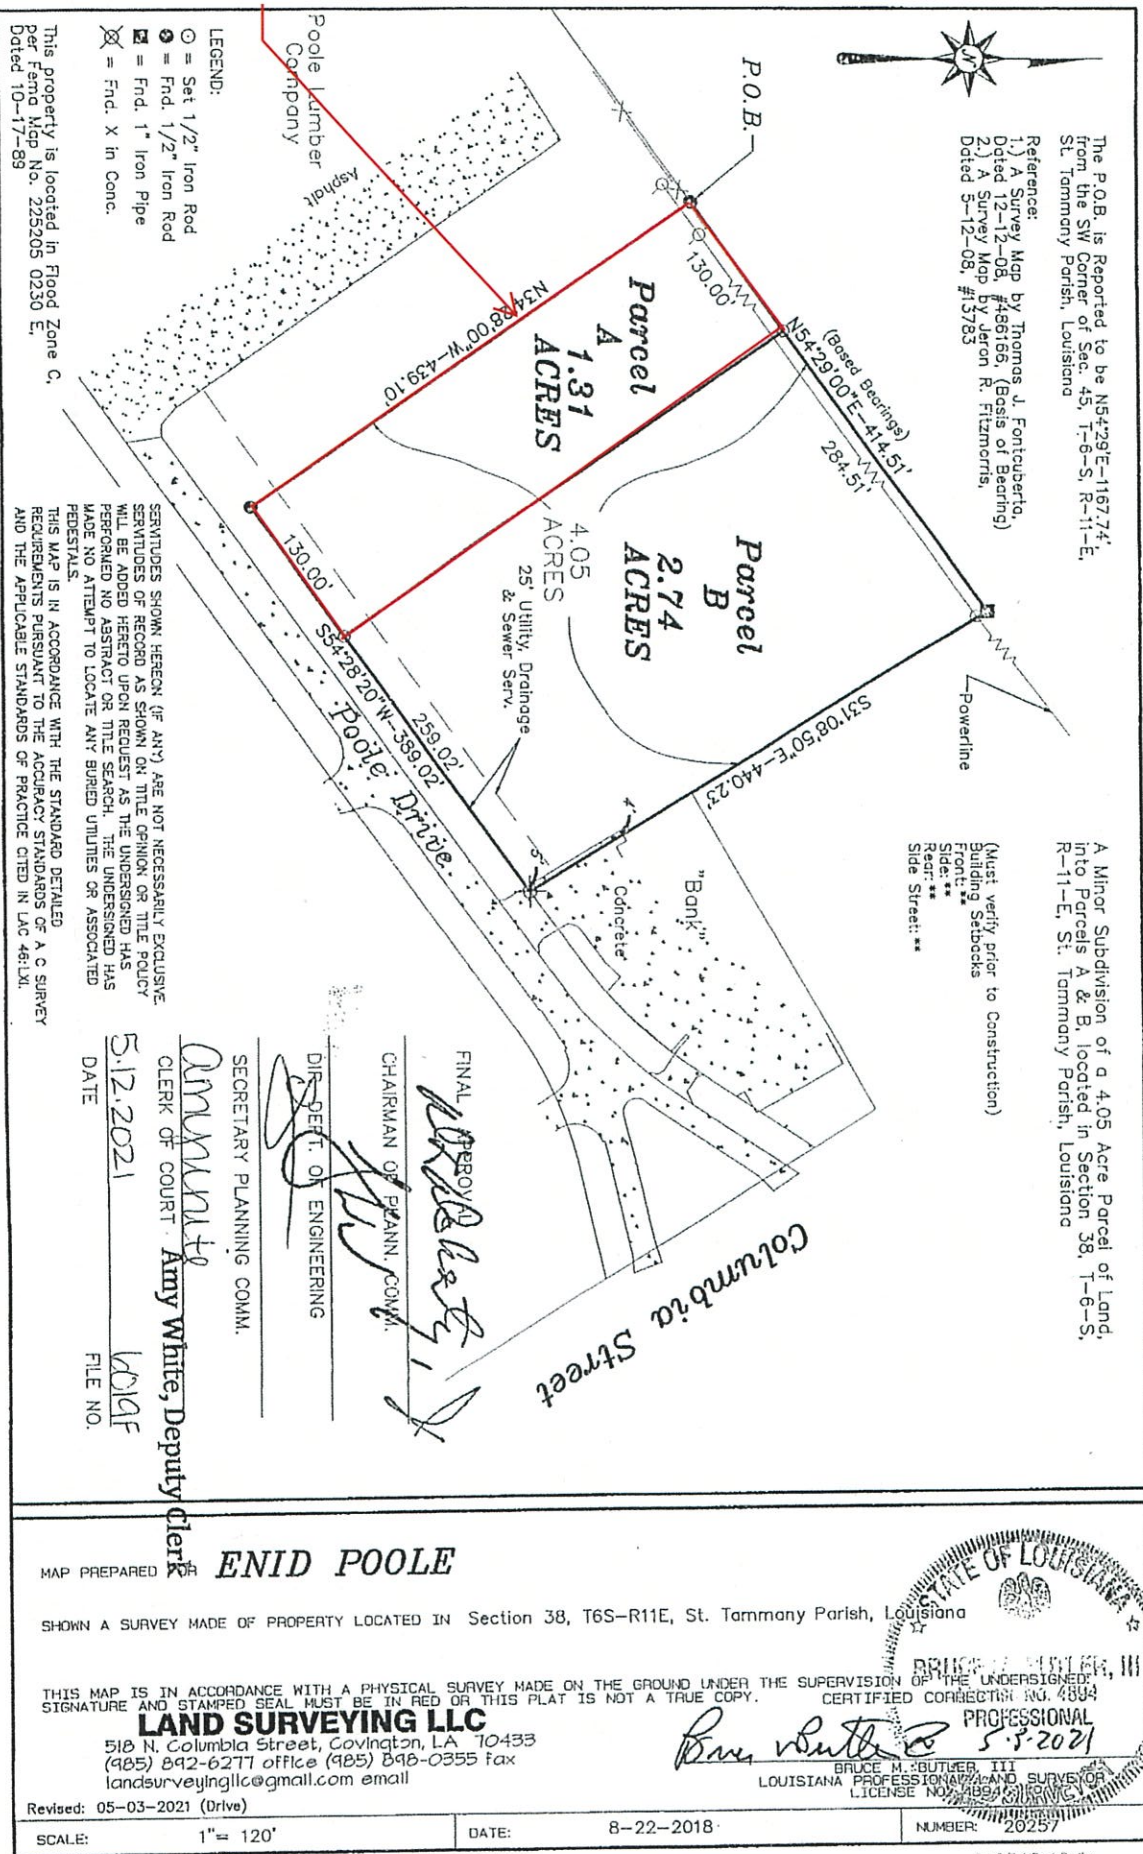 The P.O.B. is Reported to be N54°29'E-1167.74',
from the SW Corner of Sec. 45, T-6-S, R-11-E,
St. Tammany Parish, Louisiana
Reference:
1.) A Survey Map by Thomas J. Fontcuberta,
Dated 12-12-08, #486166, (Basis of Bearing)
2.) A Survey Map by Jeron R. Fitzmorris,
Dated 5-12-08, #13783
A Minor Subdivision of a 4.05 Acre Parcel of Land,
into Parcels A & B, located in Section 38, T-6-S,
R-11-E, St. Tammany Parish, Louisiana
(Must verify prior to Construction)
Building Setbacks
Front: **
Side: **
Rear: **
Side Street: **
N
P.O.B.
(Based Bearings)
N54°29'00"E-414.51'
130.00'
284.51'
Powerline
Parcel
A
1.31
ACRES
Parcel
B
2.74
ACRES
4.05
ACRES
S31°08'50"E-440.23'
25' Utility, Drainage
& Sewer Serv.
130.00'
259.02'
S54°28'20"W-389.02'
Poole Drive
"Bank"
Concrete
4'
Columbia Street
Poole Lumber
Company
Asphalt
LEGEND:
= Set 1/2" Iron Rod
= Fnd. 1/2" Iron Rod
= Fnd. 1" Iron Pipe
= Fnd. X in Conc.
This property is located in Flood Zone C,
per Fema Map No. 225205 0230 E,
Dated 10-17-89
SERVITUDES SHOWN HEREON (IF ANY) ARE NOT NECESSARILY EXCLUSIVE.
SERVITUDES OF RECORD AS SHOWN ON TITLE OPINION OR TITLE POLICY
WILL BE ADDED HERETO UPON REQUEST AS THE UNDERSIGNED HAS
PERFORMED NO ABSTRACT OR TITLE SEARCH. THE UNDERSIGNED HAS
MADE NO ATTEMPT TO LOCATE ANY BURIED UTILITIES OR ASSOCIATED
PEDESTALS.
THIS MAP IS IN ACCORDANCE WITH THE STANDARD DETAILED
REQUIREMENTS PURSUANT TO THE ACCURACY STANDARDS OF A C SURVEY
AND THE APPLICABLE STANDARDS OF PRACTICE CITED IN LAC 46:LXI.
FINAL APPROVAL
CHAIRMAN OF PLANN. COMM.
DIR. DEPT. OF ENGINEERING
SECRETARY PLANNING COMM.
CLERK OF COURT Amy White, Deputy Clerk
5.12.2021
6019F
DATE
FILE NO.
MAP PREPARED FOR ENID POOLE
SHOWN A SURVEY MADE OF PROPERTY LOCATED IN Section 38, T6S-R11E, St. Tammany Parish, Louisiana
THIS MAP IS IN ACCORDANCE WITH A PHYSICAL SURVEY MADE ON THE GROUND UNDER THE SUPERVISION OF THE UNDERSIGNED.
SIGNATURE AND STAMPED SEAL MUST BE IN RED OR THIS PLAT IS NOT A TRUE COPY. CERTIFIED CORRECT
STATE OF LOUISIANA
BRUCE M. BUTLER, III
NO. 4894
PROFESSIONAL
LAND SURVEYING LLC
518 N. Columbia Street, Covington, LA 70433
(985) 892-6277 office (985) 898-0355 fax
landsurveyingllc@gmail.com email
5-3-2021
BRUCE M. BUTLER, III
LOUISIANA PROFESSIONAL LAND SURVEYOR
LICENSE NO. 4894
Revised: 05-03-2021 (Drive)
SCALE: 1"= 120'
DATE: 8-22-2018
NUMBER: 20257